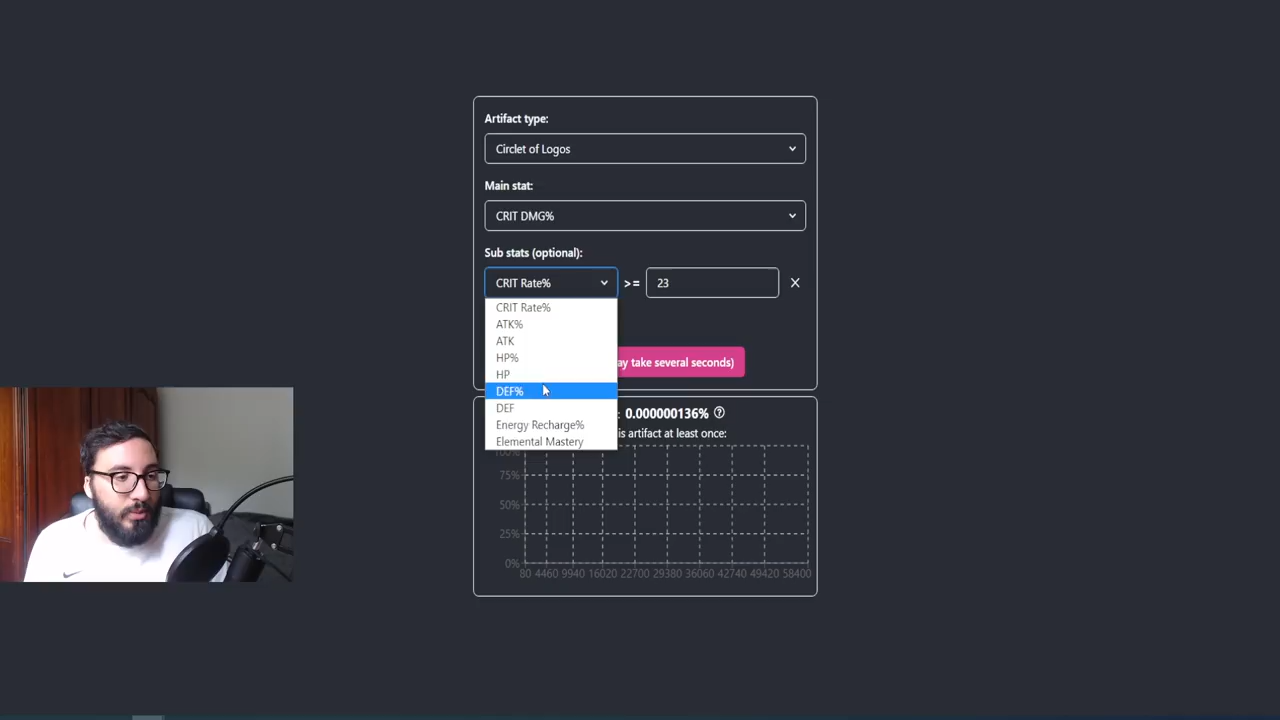 Artifact type:
Circlet of Logos
Main stat:
CRIT DMG%
Sub stats (optional):
CRIT Rate% >= 23
CRIT Rate%
ATK%
ATK
HP%
HP
DEF%
DEF
Energy Recharge%
Elemental Mastery
ay take several seconds)
: 0.000000136%
is artifact at least once:
100%
75%
50%
25%
0%
80 4460 9940 16020 22700 29380 36060 42740 49420 58400